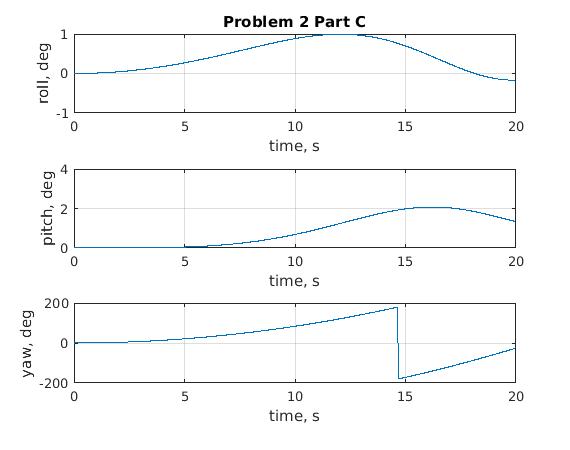 Problem 2 Part C
1
0
-1
roll, deg
0 5 10 15 20
time, s
4
2
0
pitch, deg
0 5 10 15 20
time, s
200
0
-200
yaw, deg
0 5 10 15 20
time, s